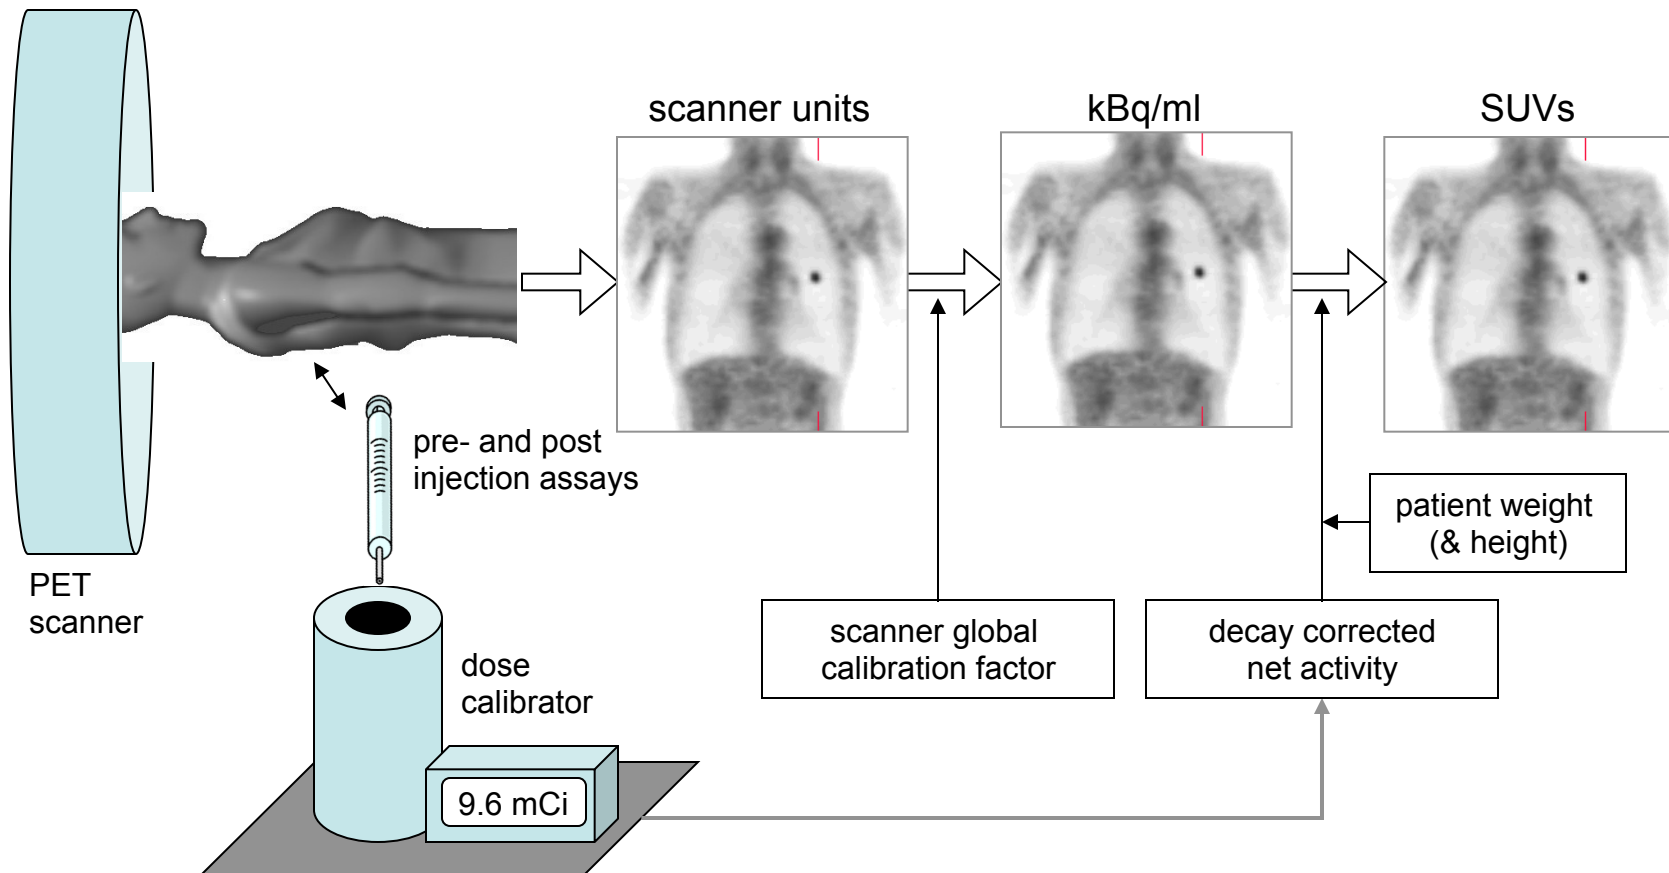 scanner units
kBq/ml
SUVs
pre- and post
injection assays
patient weight
(& height)
PET
scanner
scanner global
calibration factor
decay corrected
net activity
dose
calibrator
9.6 mCi